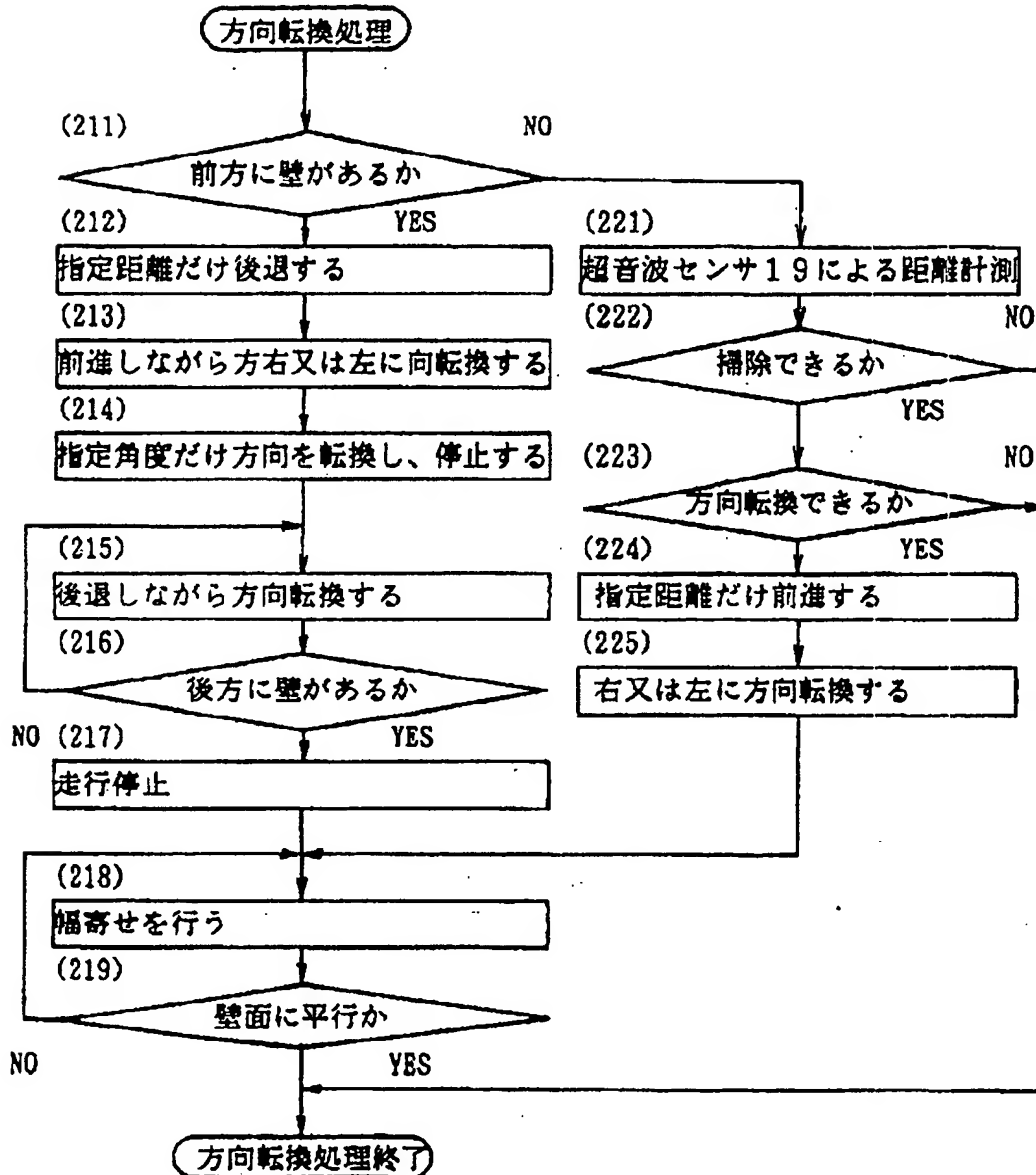 方向転換処理
(211)
NO
前方に壁があるか
(212)
YES
指定距離だけ後退する
(213)
前進しながら方右又は左に向転換する
(214)
指定角度だけ方向を転換し、停止する
(215)
後退しながら方向転換する
(216)
後方に壁があるか
NO (217)
YES
走行停止
(218)
幅寄せを行う
(219)
壁面に平行か
NO
YES
方向転換処理終了
(221)
超音波センサ19による距離計測
(222)
NO
掃除できるか
YES
(223)
NO
方向転換できるか
(224)
YES
指定距離だけ前進する
(225)
右又は左に方向転換する